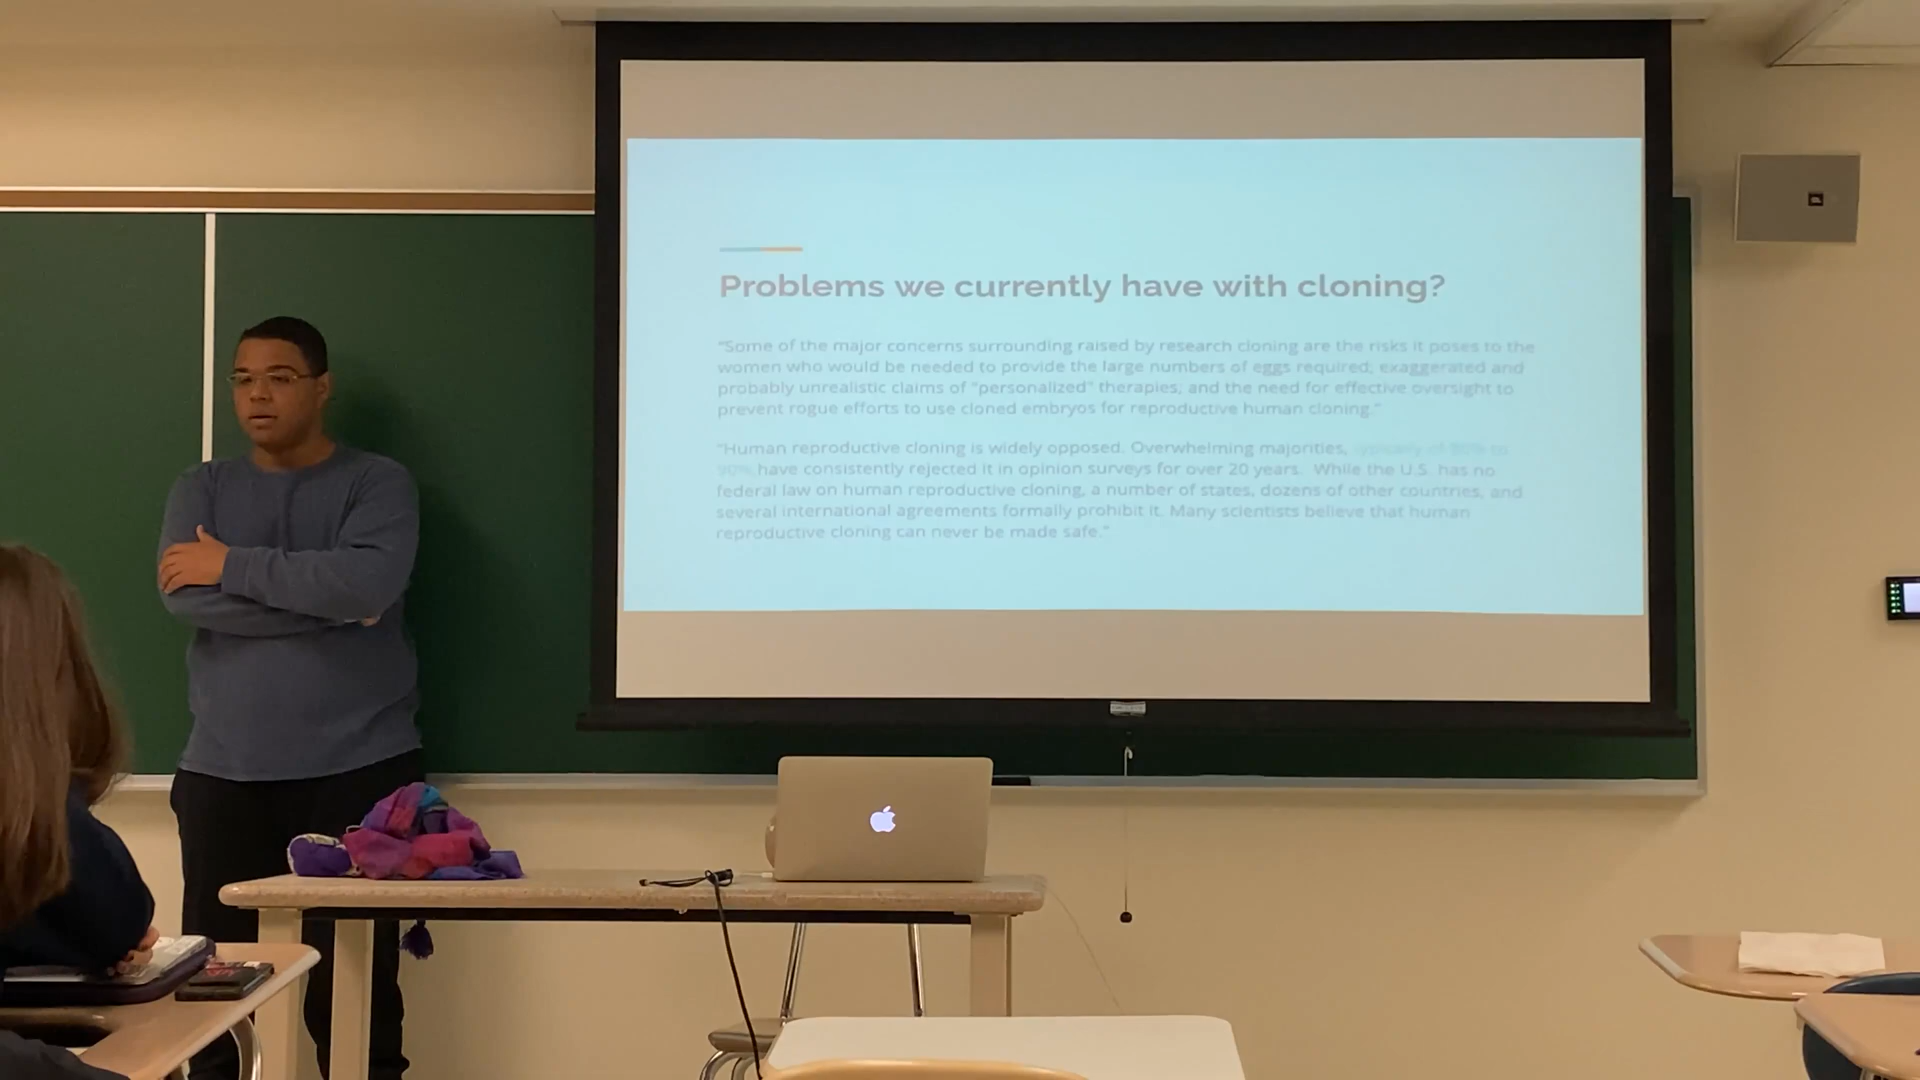 Problems we currently have with cloning?
"Some of the major concerns surrounding raised by research cloning are the risks it poses to the
women who would be needed to provide the large numbers of eggs required; exaggerated and
probably unrealistic claims of "personalized" therapies; and the need for effective oversight to
prevent rogue efforts to use cloned embryos for reproductive human cloning."
"Human reproductive cloning is widely opposed. Overwhelming majorities, typically of 80% to
90% have consistently rejected it in opinion surveys for over 20 years. While the U.S. has no
federal law on human reproductive cloning, a number of states, dozens of other countries, and
several international agreements formally prohibit it. Many scientists believe that human
reproductive cloning can never be made safe."